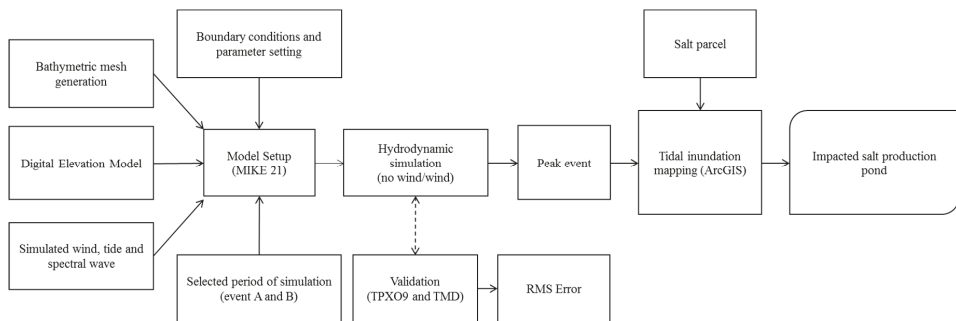 Boundary conditions and
parameter setting
Salt parcel
Bathymetric mesh
generation
Digital Elevation Model
Model Setup
(MIKE 21)
Hydrodynamic
simulation
(no wind/wind)
Peak event
Tidal inundation
mapping (ArcGIS)
Impacted salt production
pond
Simulated wind, tide and
spectral wave
Selected period of simulation
(event A and B)
Validation
(TPXO9 and TMD)
RMS Error